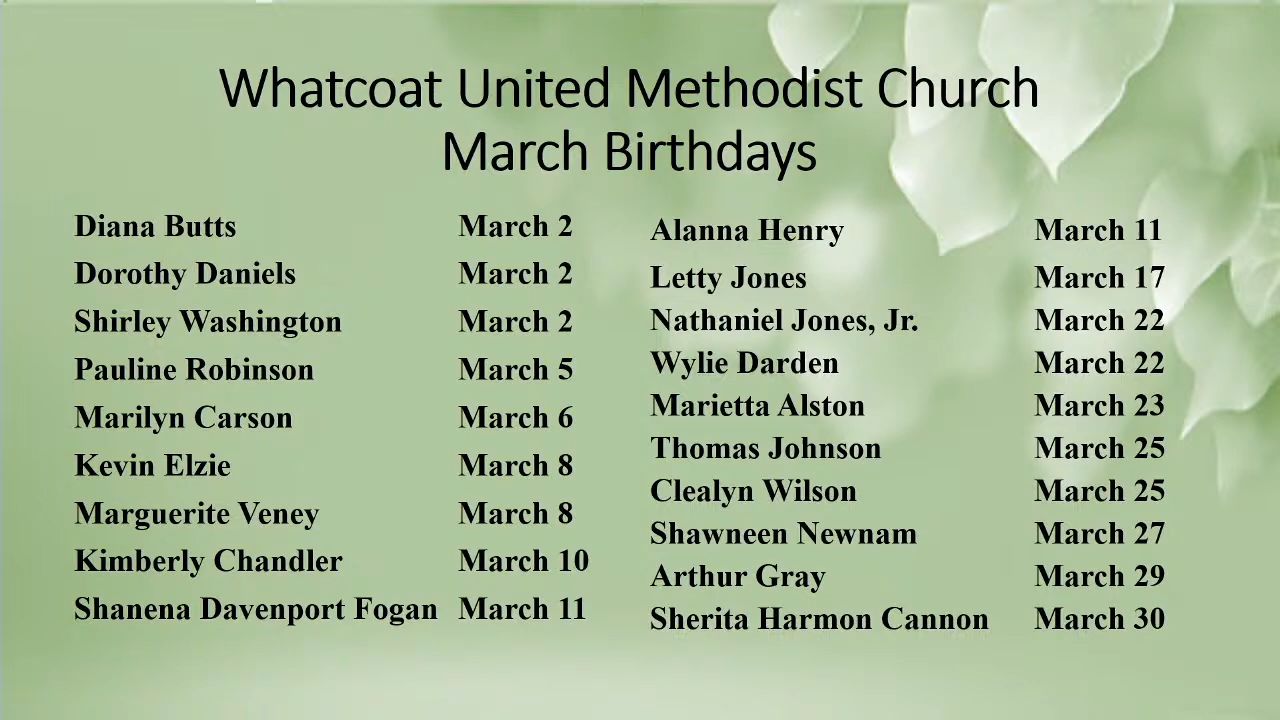 Whatcoat United Methodist Church
March Birthdays
Diana Butts March 2
Dorothy Daniels March 2
Shirley Washington March 2
Pauline Robinson March 5
Marilyn Carson March 6
Kevin Elzie March 8
Marguerite Veney March 8
Kimberly Chandler March 10
Shanena Davenport Fogan March 11
Alanna Henry March 11
Letty Jones March 17
Nathaniel Jones, Jr. March 22
Wylie Darden March 22
Marietta Alston March 23
Thomas Johnson March 25
Clealyn Wilson March 25
Shawneen Newnam March 27
Arthur Gray March 29
Sherita Harmon Cannon March 30